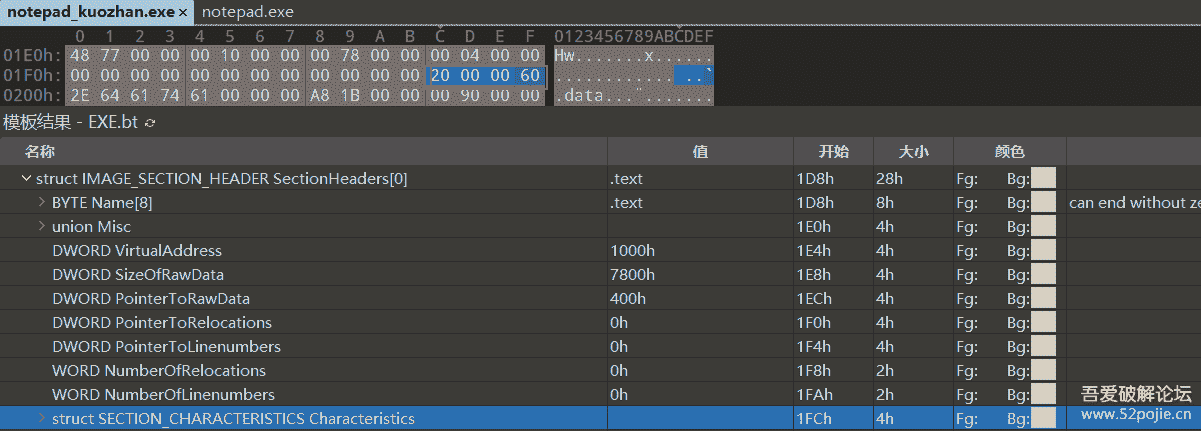 notepad_kuozhan.exe × notepad.exe
0 1 2 3 4 5 6 7 8 9 A B C D E F 0123456789ABCDEF
01E0h: 48 77 00 00 00 10 00 00 00 78 00 00 00 04 00 00 Hw.......x......
01F0h: 00 00 00 00 00 00 00 00 00 00 00 00 20 00 00 60 ............ ..`
0200h: 2E 64 61 74 61 00 00 00 A8 1B 00 00 00 90 00 00 .data...¨.......
模板结果 - EXE.bt
名称 值 开始 大小 颜色
struct IMAGE_SECTION_HEADER SectionHeaders[0] .text 1D8h 28h Fg: Bg:
BYTE Name[8] .text 1D8h 8h Fg: Bg: can end without ze
union Misc 1E0h 4h Fg: Bg:
DWORD VirtualAddress 1000h 1E4h 4h Fg: Bg:
DWORD SizeOfRawData 7800h 1E8h 4h Fg: Bg:
DWORD PointerToRawData 400h 1ECh 4h Fg: Bg:
DWORD PointerToRelocations 0h 1F0h 4h Fg: Bg:
DWORD PointerToLinenumbers 0h 1F4h 4h Fg: Bg:
WORD NumberOfRelocations 0h 1F8h 2h Fg: Bg:
WORD NumberOfLinenumbers 0h 1FAh 2h Fg: Bg:
struct SECTION_CHARACTERISTICS Characteristics 1FCh 4h Fg: Bg:
吾爱破解论坛
www.52pojie.cn